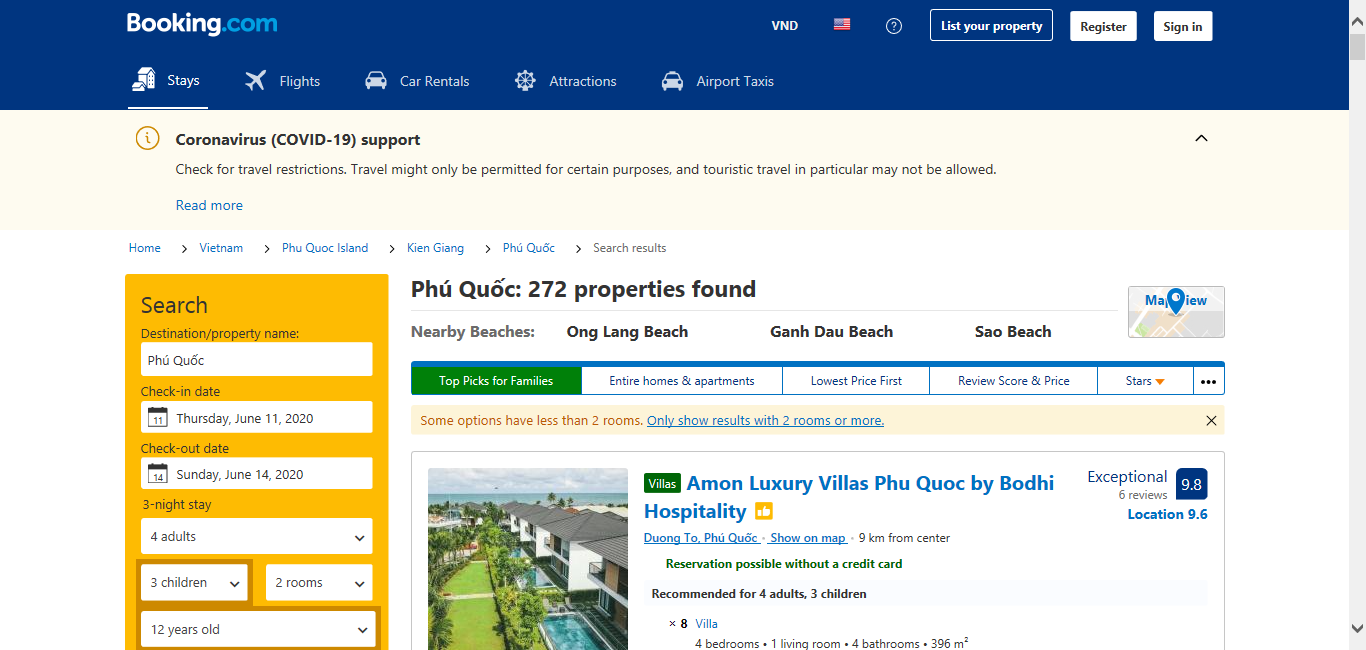 Booking.com
VND
List your property
Register
Sign in
Stays
Flights
Car Rentals
Attractions
Airport Taxis
Coronavirus (COVID-19) support
Check for travel restrictions. Travel might only be permitted for certain purposes, and touristic travel in particular may not be allowed.
Read more
Home > Vietnam > Phu Quoc Island > Kien Giang > Phú Quốc > Search results
Search
Destination/property name:
Phú Quốc
Check-in date
11 Thursday, June 11, 2020
Check-out date
14 Sunday, June 14, 2020
3-night stay
4 adults
3 children
2 rooms
12 years old
Phú Quốc: 272 properties found
Nearby Beaches: Ong Lang Beach Ganh Dau Beach Sao Beach
Top Picks for Families
Entire homes & apartments
Lowest Price First
Review Score & Price
Stars
Some options have less than 2 rooms. Only show results with 2 rooms or more.
Villas Amon Luxury Villas Phu Quoc by Bodhi
Hospitality
Exceptional 9.8
6 reviews
Location 9.6
Duong To, Phú Quốc • Show on map • 9 km from center
Reservation possible without a credit card
Recommended for 4 adults, 3 children
× 8 Villa
4 bedrooms • 1 living room • 4 bathrooms • 396 m²